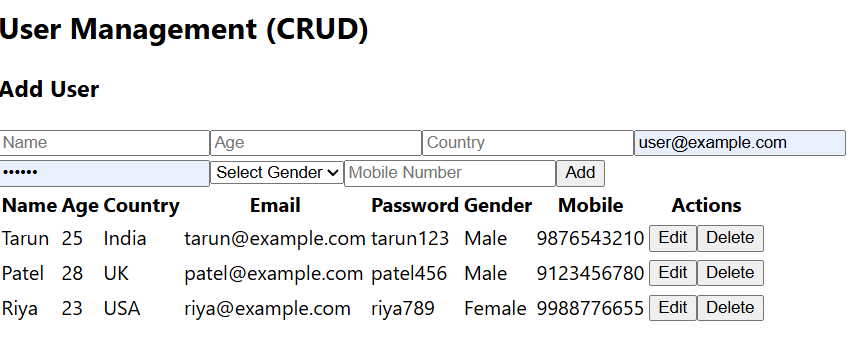 User Management (CRUD)
Add User
Name Age Country user@example.com
•••••• Select Gender Mobile Number Add
Name Age Country Email Password Gender Mobile Actions
Tarun 25 India tarun@example.com tarun123 Male 9876543210 Edit Delete
Patel 28 UK patel@example.com patel456 Male 9123456780 Edit Delete
Riya 23 USA riya@example.com riya789 Female 9988776655 Edit Delete